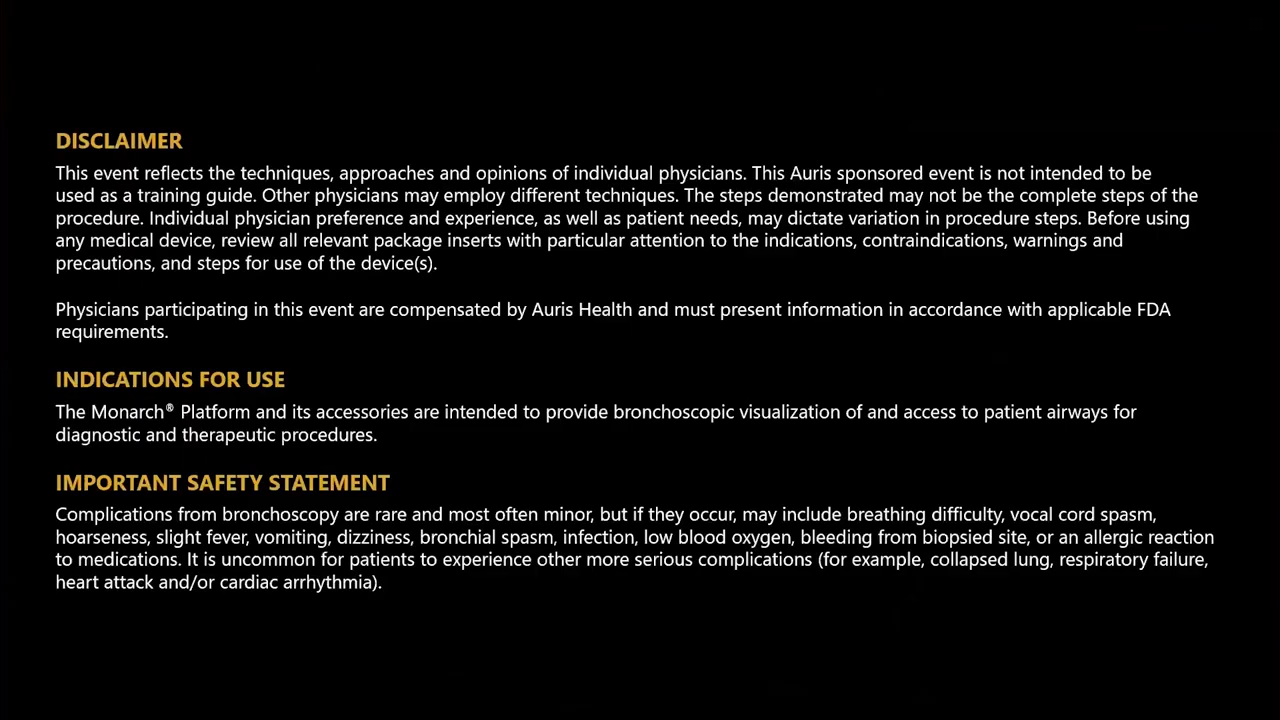 DISCLAIMER
This event reflects the techniques, approaches and opinions of individual physicians. This Auris sponsored event is not intended to be
used as a training guide. Other physicians may employ different techniques. The steps demonstrated may not be the complete steps of the
procedure. Individual physician preference and experience, as well as patient needs, may dictate variation in procedure steps. Before using
any medical device, review all relevant package inserts with particular attention to the indications, contraindications, warnings and
precautions, and steps for use of the device(s).
Physicians participating in this event are compensated by Auris Health and must present information in accordance with applicable FDA
requirements.
INDICATIONS FOR USE
The Monarch® Platform and its accessories are intended to provide bronchoscopic visualization of and access to patient airways for
diagnostic and therapeutic procedures.
IMPORTANT SAFETY STATEMENT
Complications from bronchoscopy are rare and most often minor, but if they occur, may include breathing difficulty, vocal cord spasm,
hoarseness, slight fever, vomiting, dizziness, bronchial spasm, infection, low blood oxygen, bleeding from biopsied site, or an allergic reaction
to medications. It is uncommon for patients to experience other more serious complications (for example, collapsed lung, respiratory failure,
heart attack and/or cardiac arrhythmia).